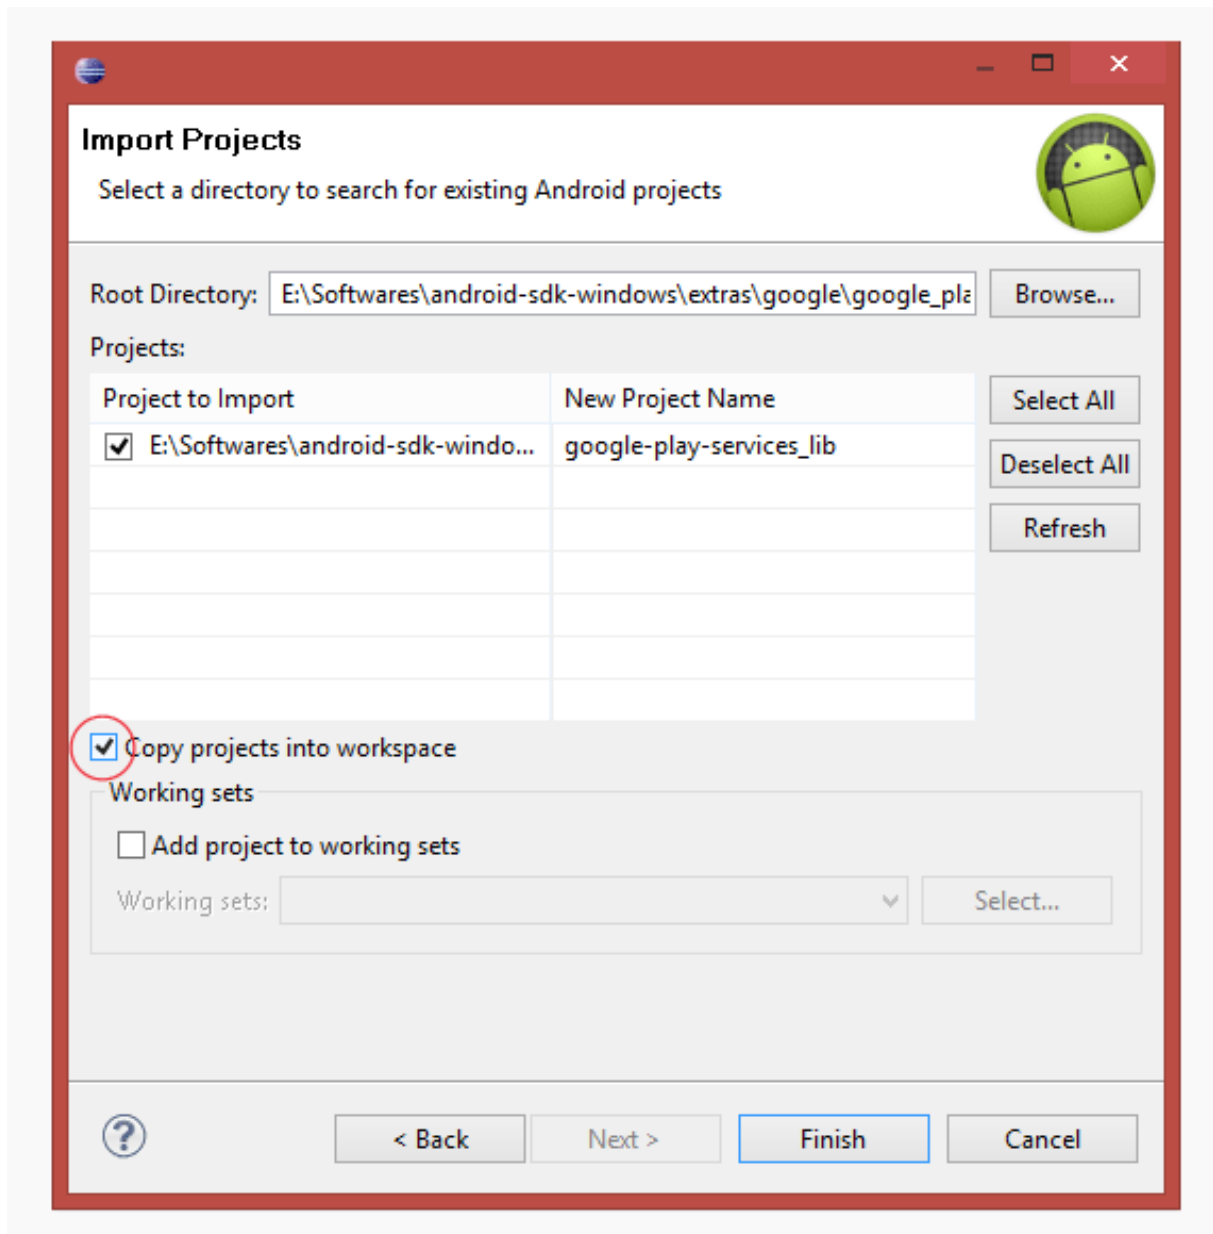 Import Projects
Select a directory to search for existing Android projects
Root Directory: E:\Softwares\android-sdk-windows\extras\google\google_pla Browse...
Projects:
Project to Import New Project Name Select All
E:\Softwares\android-sdk-windo... google-play-services_lib
Deselect All
Refresh
Copy projects into workspace
Working sets
Add project to working sets
Working sets: Select...
? < Back Next > Finish Cancel